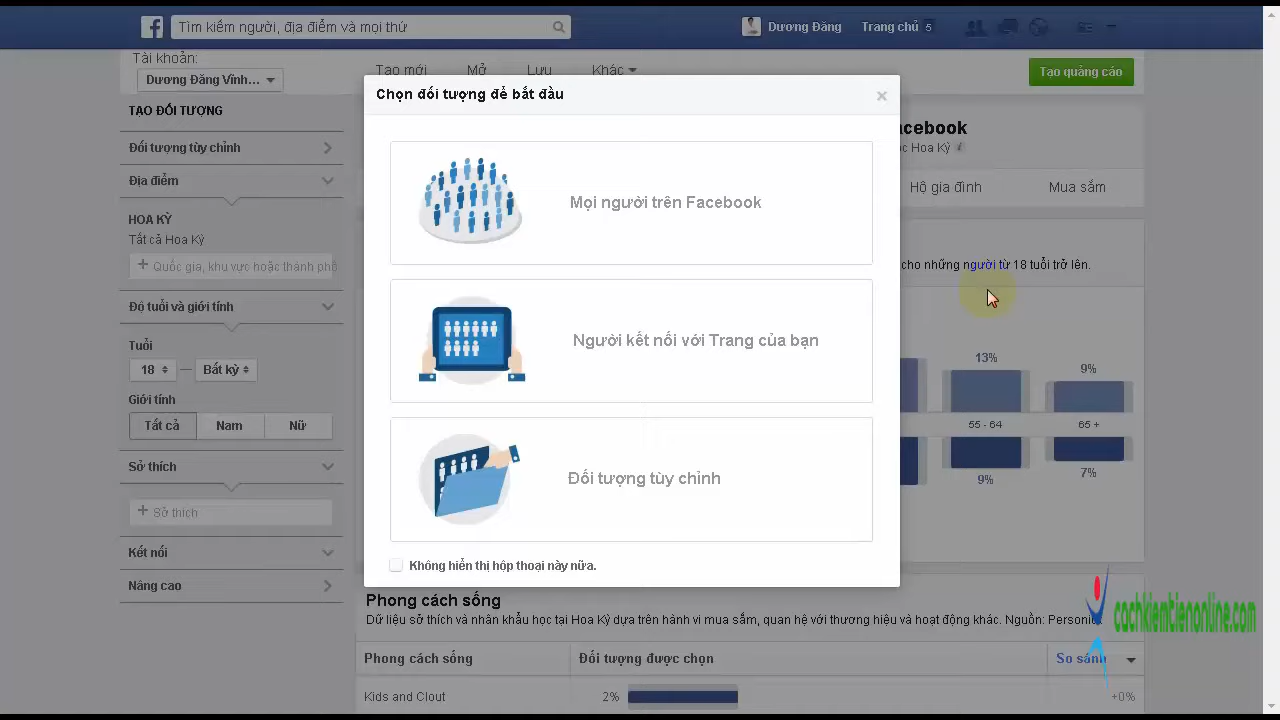 Tìm kiếm người, địa điểm và mọi thứ
Dương Đăng
Trang chủ 5
Tài khoản:
Dương Đăng Vĩnh...
Tạo mới
Mở
Lưu
Khác
Tạo quảng cáo
TẠO ĐỐI TƯỢNG
Đối tượng tùy chỉnh
Địa điểm
HOA KỲ
Tất cả Hoa Kỳ
+ Quốc gia, khu vực hoặc thành phố
Độ tuổi và giới tính
Tuổi
18 — Bất kỳ
Giới tính
Tất cả
Nam
Nữ
Sở thích
+ Sở thích
Kết nối
Nâng cao
Chọn đối tượng để bắt đầu
Mọi người trên Facebook
Người kết nối với Trang của bạn
Đối tượng tùy chỉnh
Không hiển thị hộp thoại này nữa.
acebook
Hoa Kỳ
Hộ gia đình
Mua sắm
cho những người từ 18 tuổi trở lên.
13%
9%
55 - 64
65 +
9%
7%
Phong cách sống
Dữ liệu sở thích và nhân khẩu học tại Hoa Kỳ dựa trên hành vi mua sắm, quan hệ với thương hiệu và hoạt động khác. Nguồn:
Phong cách sống
Đối tượng được chọn
So sánh
Kids and Clout
2%
+0%
cachkiemtienonline.com